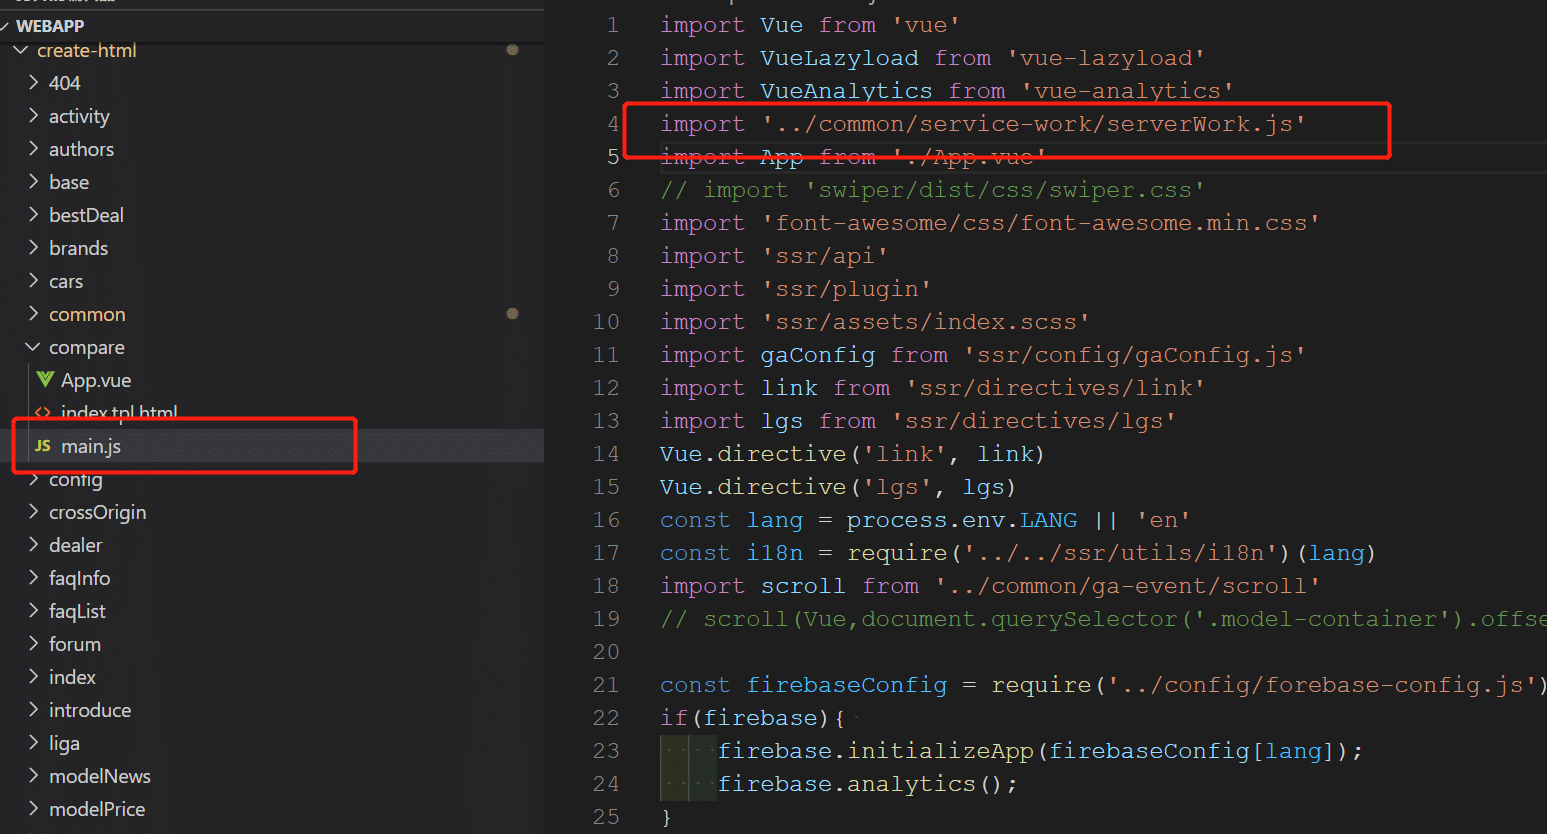 WEBAPP
create-html
404
activity
authors
base
bestDeal
brands
cars
common
compare
App.vue
index.tpl.html
JS main.js
config
crossOrigin
dealer
faqInfo
faqList
forum
index
introduce
liga
modelNews
modelPrice
1 import Vue from 'vue'
2 import VueLazyload from 'vue-lazyload'
3 import VueAnalytics from 'vue-analytics'
4 import '../common/service-work/serverWork.js'
5 import App from './App.vue'
6 // import 'swiper/dist/css/swiper.css'
7 import 'font-awesome/css/font-awesome.min.css'
8 import 'ssr/api'
9 import 'ssr/plugin'
10 import 'ssr/assets/index.scss'
11 import gaConfig from 'ssr/config/gaConfig.js'
12 import link from 'ssr/directives/link'
13 import lgs from 'ssr/directives/lgs'
14 Vue.directive('link', link)
15 Vue.directive('lgs', lgs)
16 const lang = process.env.LANG || 'en'
17 const i18n = require('../../ssr/utils/i18n')(lang)
18 import scroll from '../common/ga-event/scroll'
19 // scroll(Vue,document.querySelector('.model-container').offse
20
21 const firebaseConfig = require('../config/forebase-config.js')
22 if(firebase){
23 firebase.initializeApp(firebaseConfig[lang]);
24 firebase.analytics();
25 }